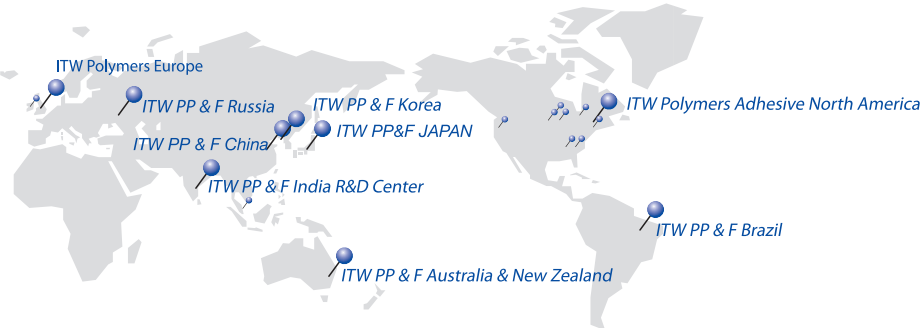 ITW Polymers Europe
ITW PP & F Russia
ITW PP & F Korea
ITW Polymers Adhesive North America
ITW PP & F China
ITW PP&F JAPAN
ITW PP & F India R&D Center
ITW PP & F Brazil
ITW PP & F Australia & New Zealand